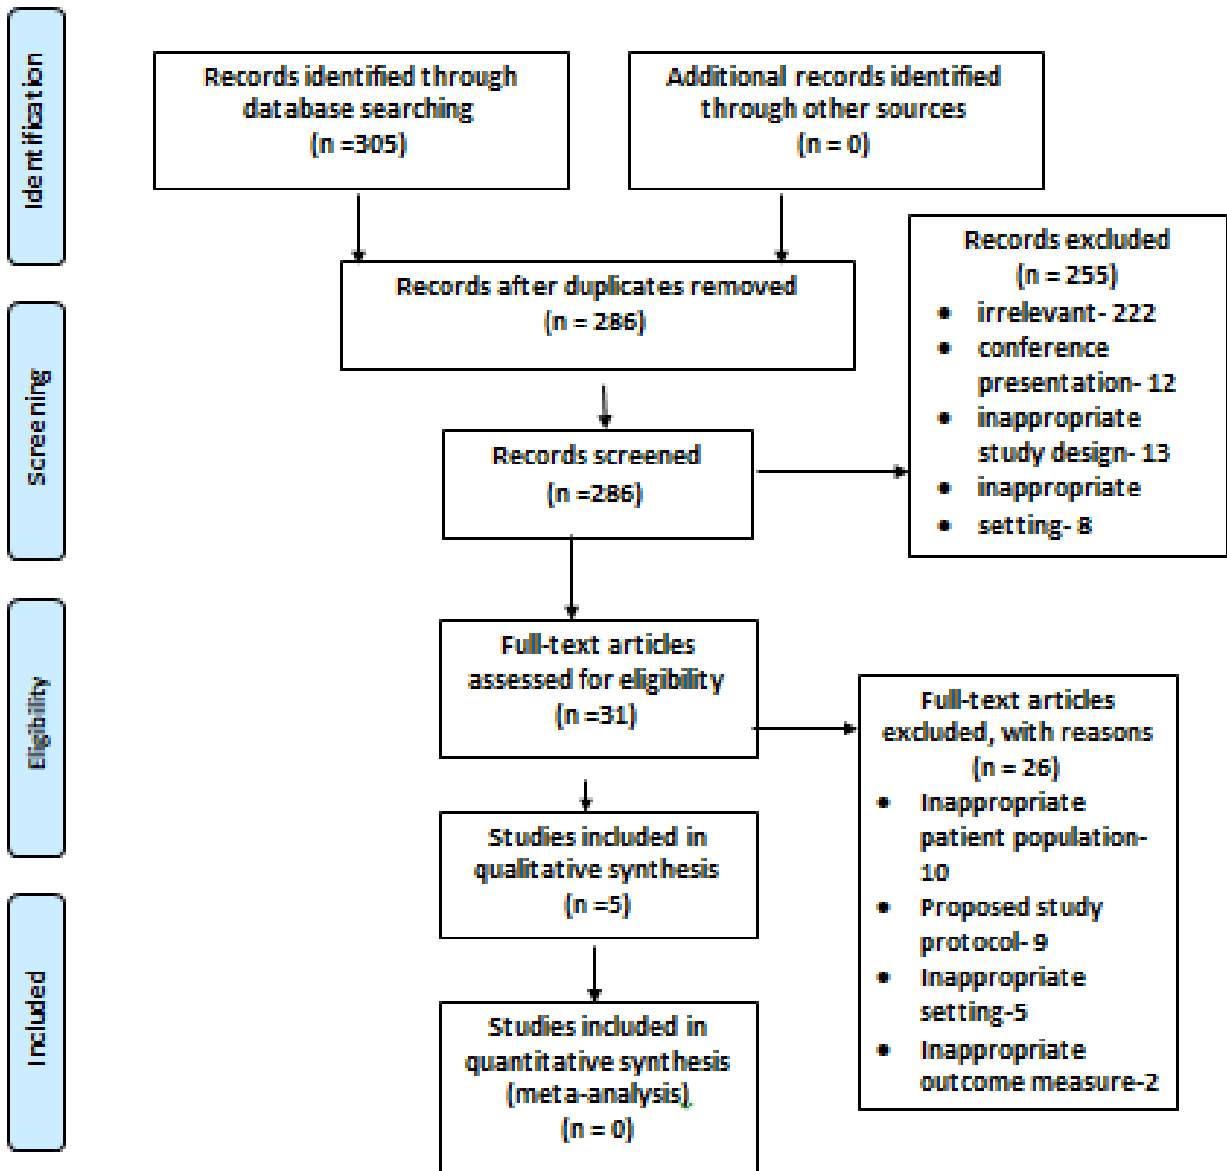 Identification
Records identified through
database searching
(n =305)
Additional records identified
through other sources
(n = 0)
Records after duplicates removed
(n = 286)
Screening
Records screened
(n =286)
Records excluded
(n = 255)
• irrelevant- 222
• conference
presentation- 12
• inappropriate
study design- 13
• inappropriate
• setting- 8
Eligibility
Full-text articles
assessed for eligibility
(n =31)
Full-text articles
excluded, with reasons
(n = 26)
• Inappropriate
patient population-
10
• Proposed study
protocol- 9
• Inappropriate
setting-5
• Inappropriate
outcome measure-2
Studies included in
qualitative synthesis
(n =5)
Included
Studies included in
quantitative synthesis
(meta-analysis)
(n = 0)